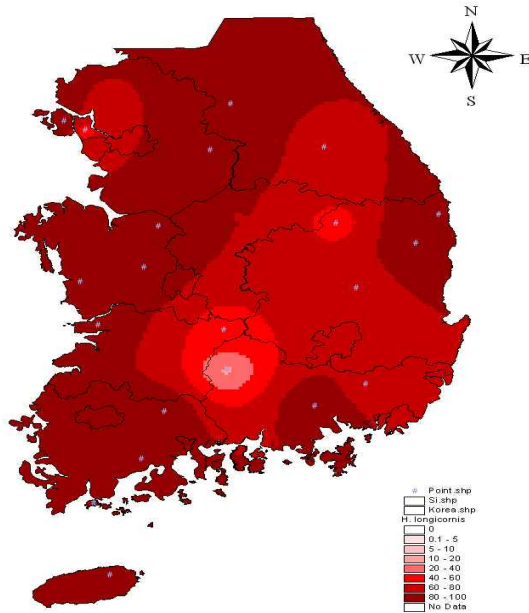 N
W E
S
# Point.shp
Si.shp
Korea.shp
H. longicornis
0
0.1 - 5
5 - 10
10 - 20
20 - 40
40 - 60
60 - 80
80 - 100
No Data